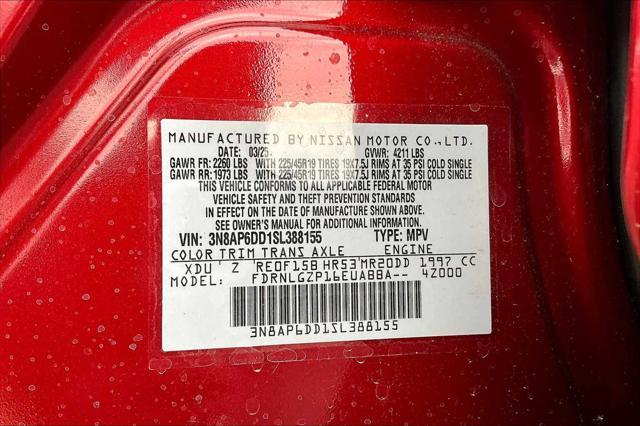 MANUFACTURED BY NISSAN MOTOR CO.,LTD.
DATE: 03/25. GVWR: 4211 LBS
GAWR FR: 2260 LBS WITH 225/45R19 TIRES 19X7.5J RIMS AT 35 PSI COLD SINGLE
GAWR RR: 1973 LBS WITH 225/45R19 TIRES 19X7.5J RIMS AT 35 PSI COLD SINGLE
THIS VEHICLE CONFORMS TO ALL APPLICABLE FEDERAL MOTOR
VEHICLE SAFETY AND THEFT PREVENTION STANDARDS
IN EFFECT ON THE DATE OF MANUFACTURE SHOWN ABOVE.
SEE OWNER'S MANUAL FOR ADDITIONAL INFORMATION.
VIN: 3N8AP6DD1SL388155 TYPE: MPV
COLOR TRIM TRANS AXLE ENGINE
XDU' Z 'RE0F15B HR53'MR20DD 1997 CC
MODEL: FDRNLGZP16EUABBA-- 4Z000
3N8AP6DD1SL388155